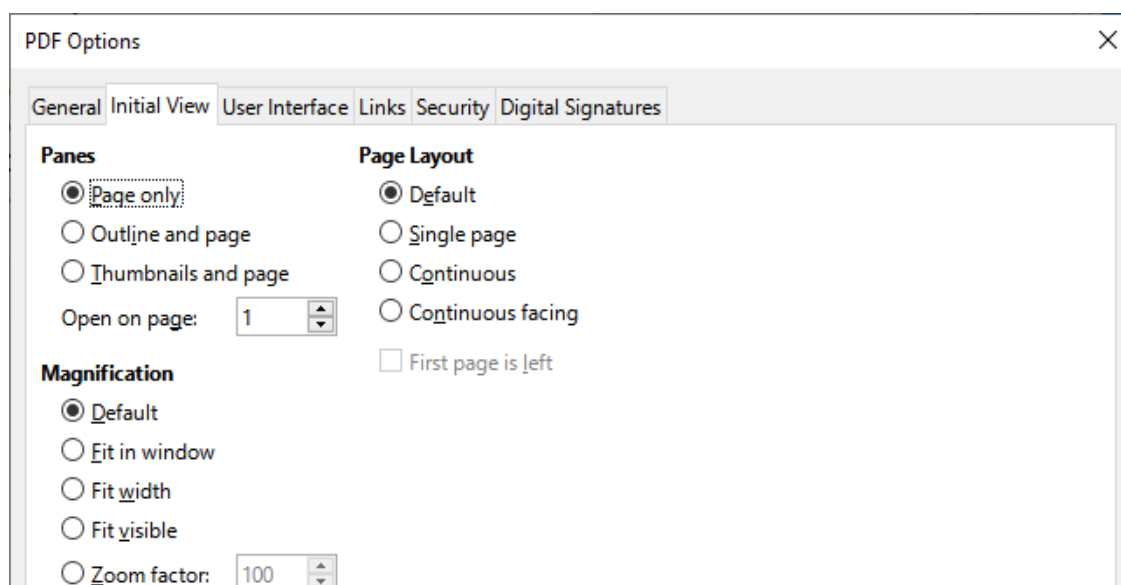 PDF Options
General Initial View User Interface Links Security Digital Signatures
Panes
Page only
Outline and page
Thumbnails and page
Open on page: 1
Page Layout
Default
Single page
Continuous
Continuous facing
First page is left
Magnification
Default
Fit in window
Fit width
Fit visible
Zoom factor: 100